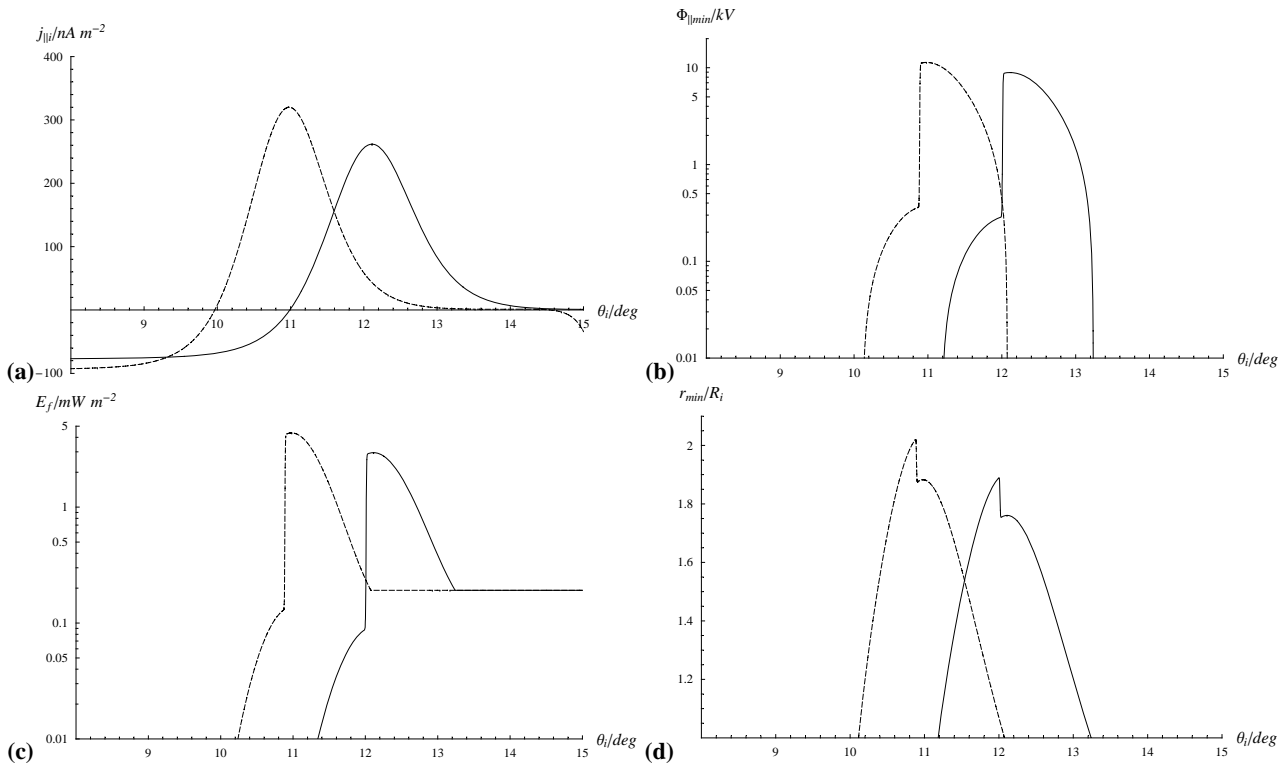 j||i/nA m−2
400
300
200
100
−100
9 10 11 12 13 14 15
θi/deg
(a)
Φ||min/kV
10
5
1
0.5
0.1
0.05
0.01
9 10 11 12 13 14 15
θi/deg
(b)
Ef/mW m−2
5
1
0.5
0.1
0.05
0.01
9 10 11 12 13 14 15
θi/deg
(c)
rmin/Ri
2
1.8
1.6
1.4
1.2
9 10 11 12 13 14 15
θi/deg
(d)